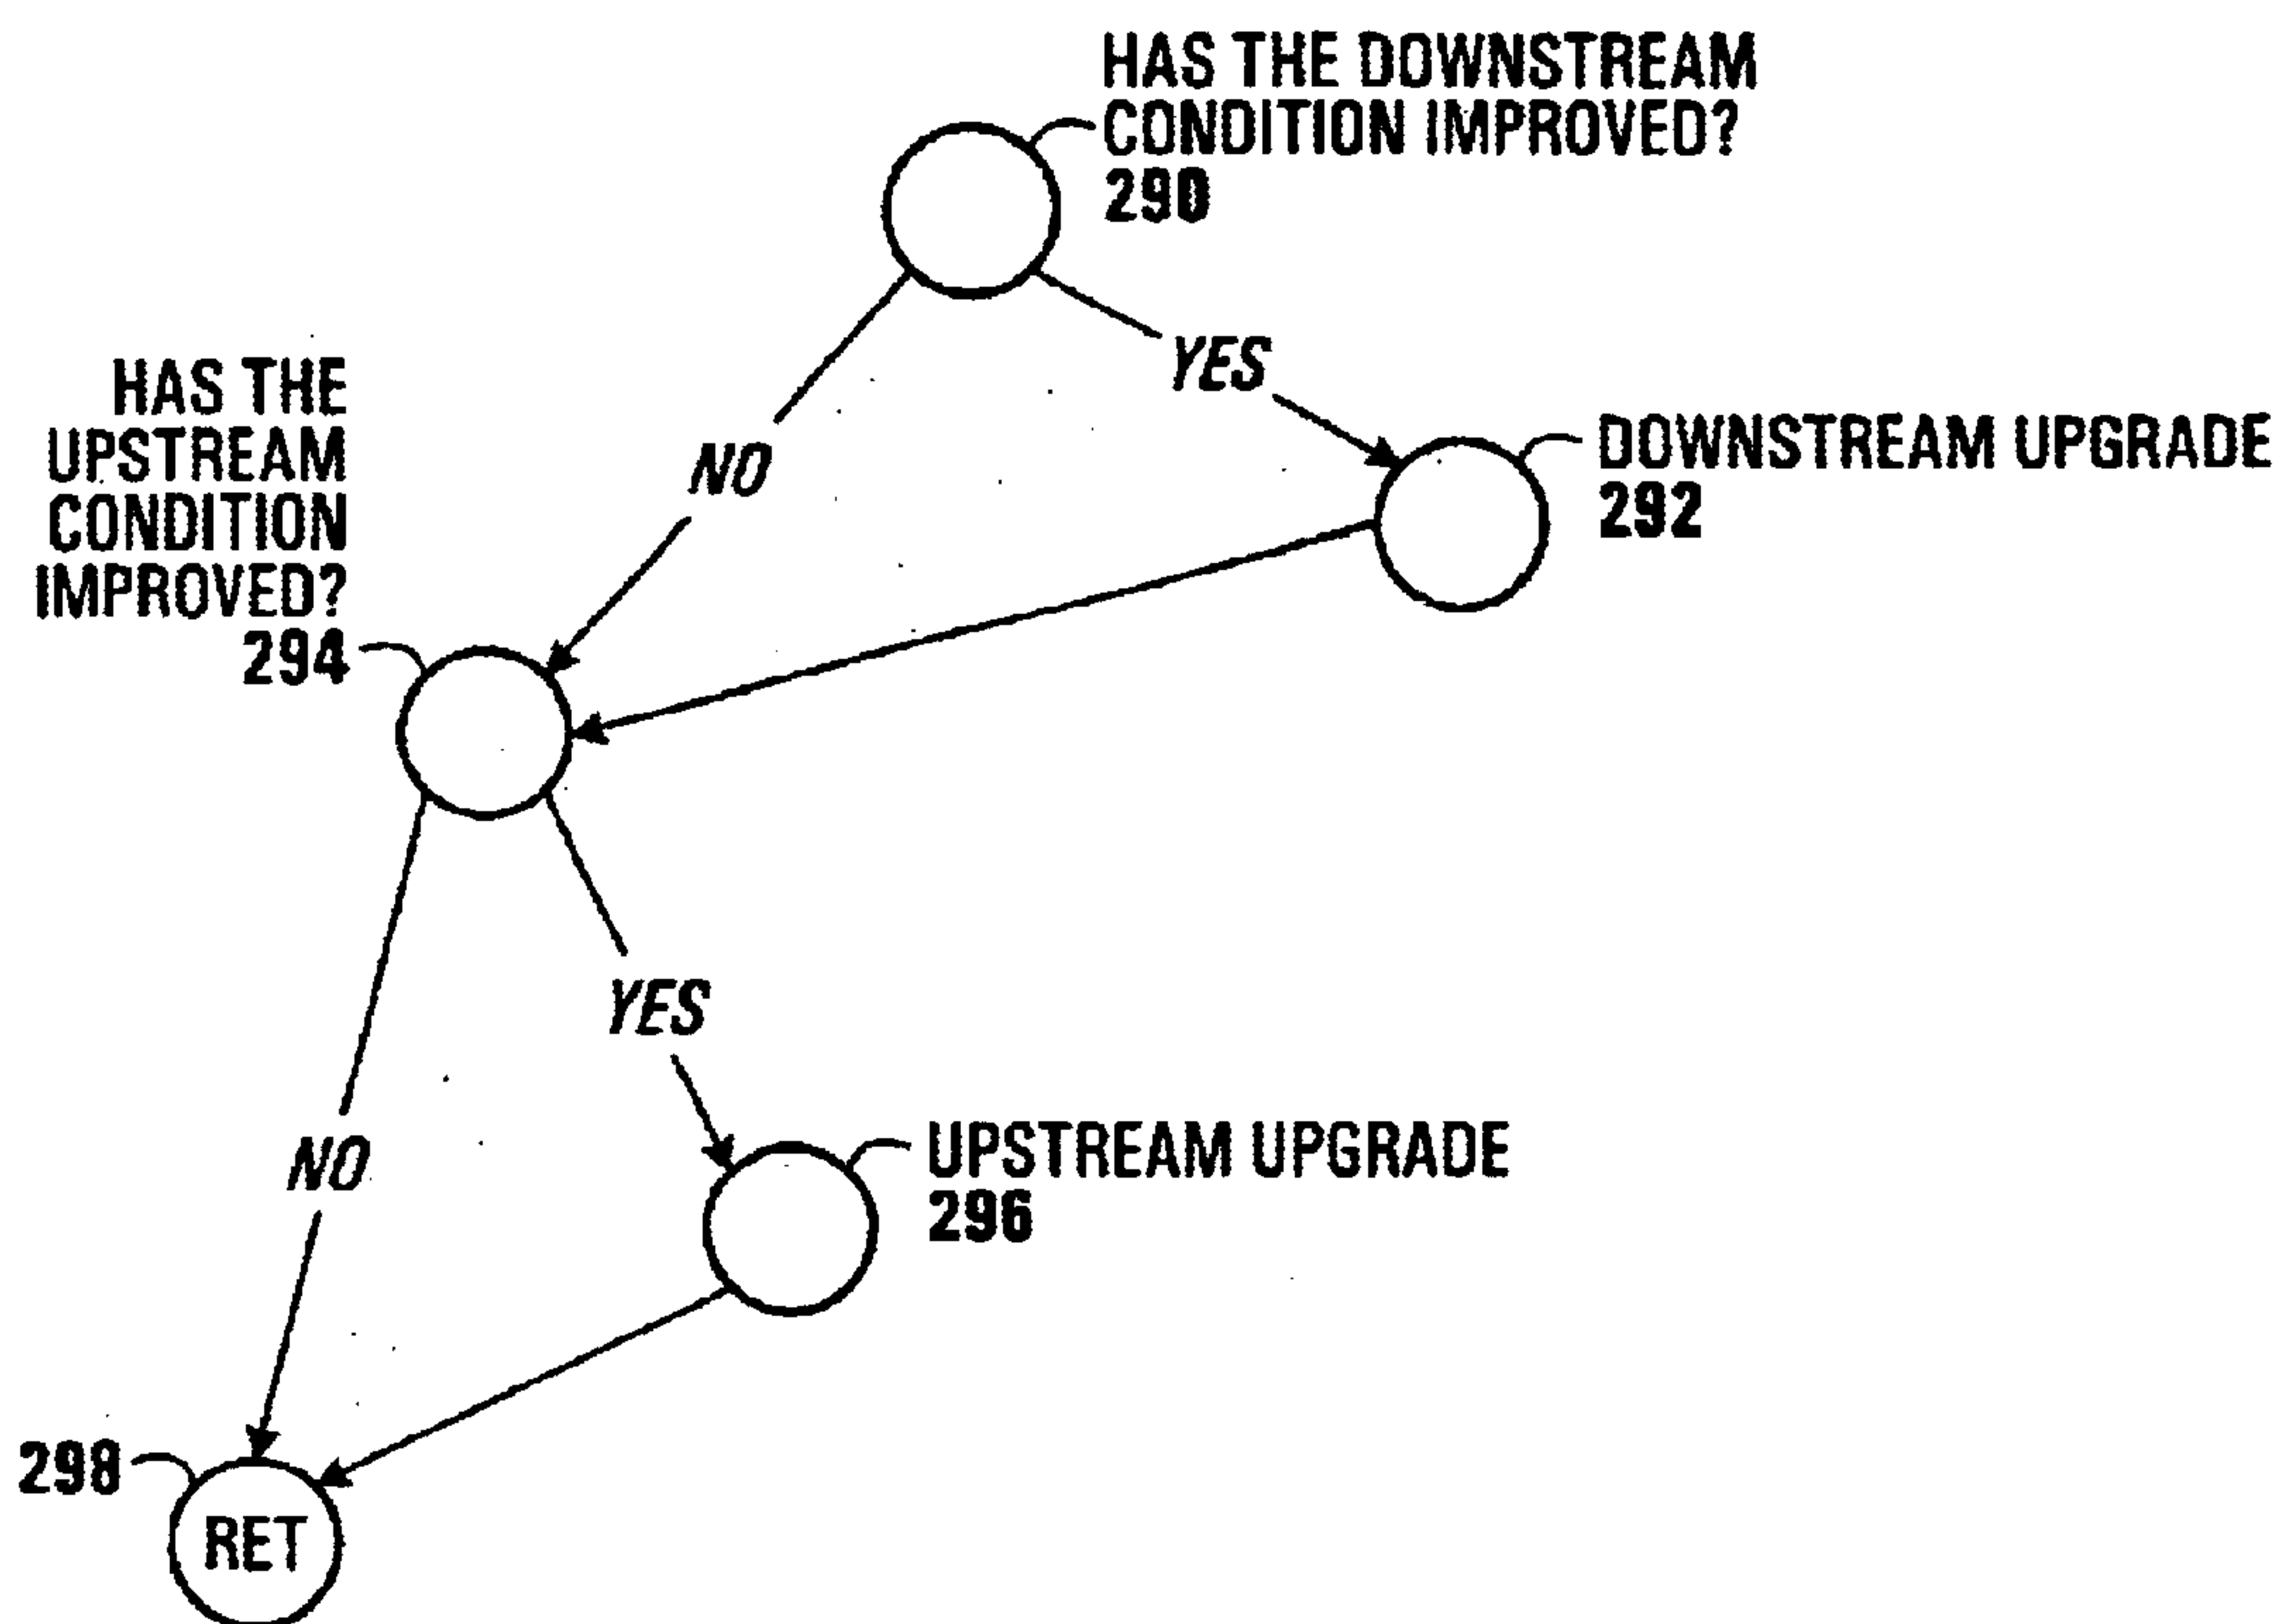 HAS THE DOWNSTREAM
CONDITION IMPROVED?
290
YES
NO
DOWNSTREAM UPGRADE
292
HAS THE
UPSTREAM
CONDITION
IMPROVED?
294
YES
NO
UPSTREAM UPGRADE
296
298
RET